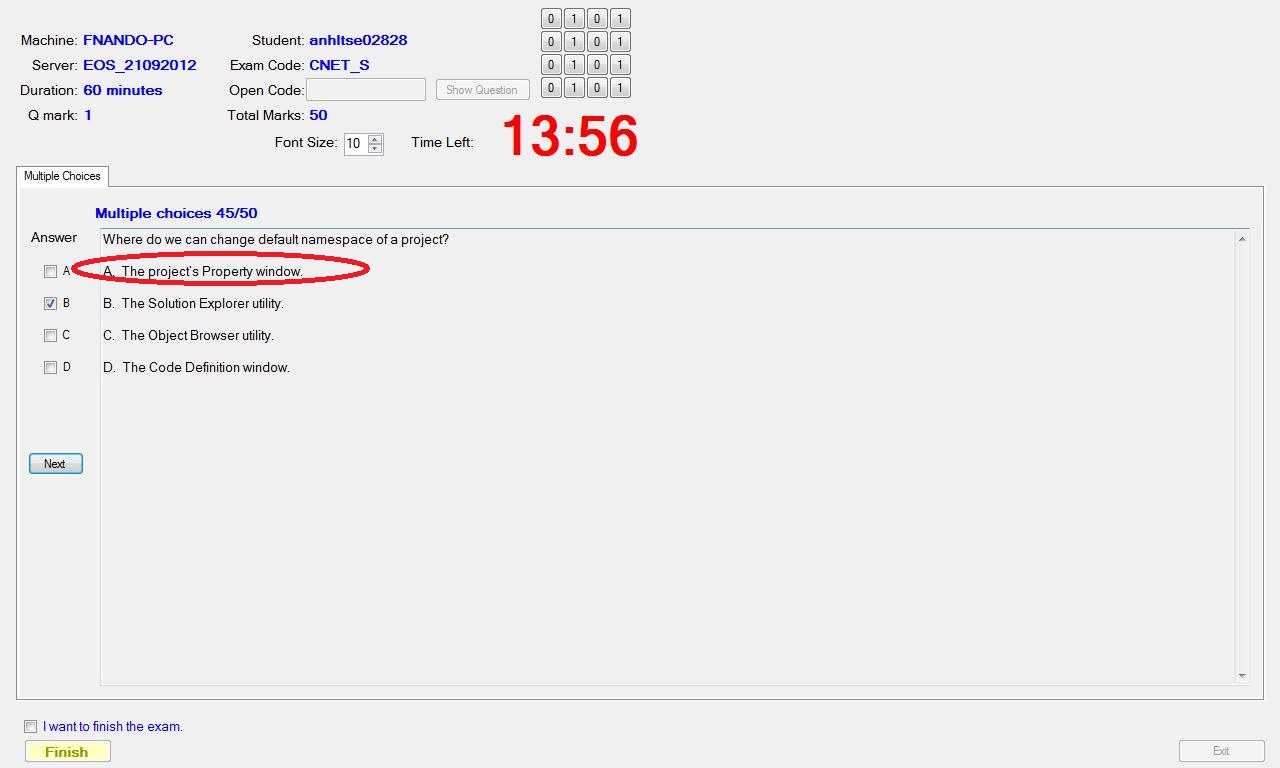 0 1 0 1
Machine: FNANDO-PC Student: anhltse02828
0 1 0 1
Server: EOS_21092012 Exam Code: CNET_S
0 1 0 1
Duration: 60 minutes Open Code: Show Question
0 1 0 1
Q mark: 1 Total Marks: 50
Font Size: 10 Time Left: 13:56
Multiple Choices
Multiple choices 45/50
Answer
Where do we can change default namespace of a project?
A A. The project's Property window.
B B. The Solution Explorer utility.
C C. The Object Browser utility.
D D. The Code Definition window.
Next
I want to finish the exam.
Finish
Exit